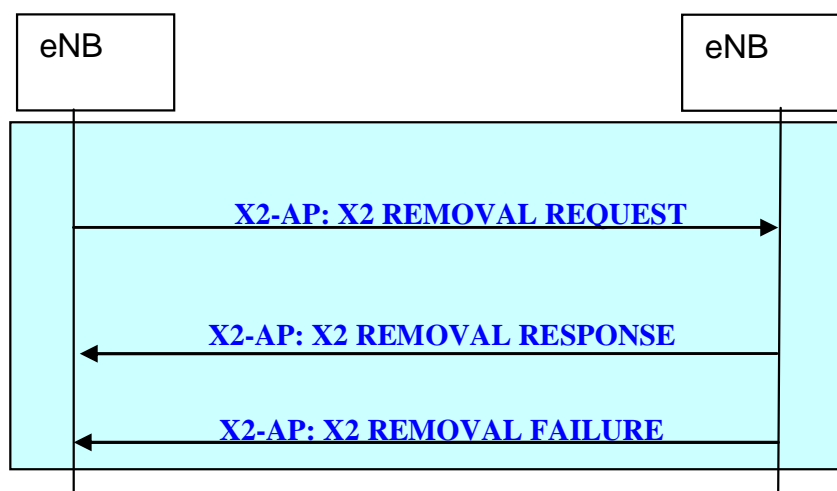 eNB
eNB
X2-AP: X2 REMOVAL REQUEST
X2-AP: X2 REMOVAL RESPONSE
X2-AP: X2 REMOVAL FAILURE